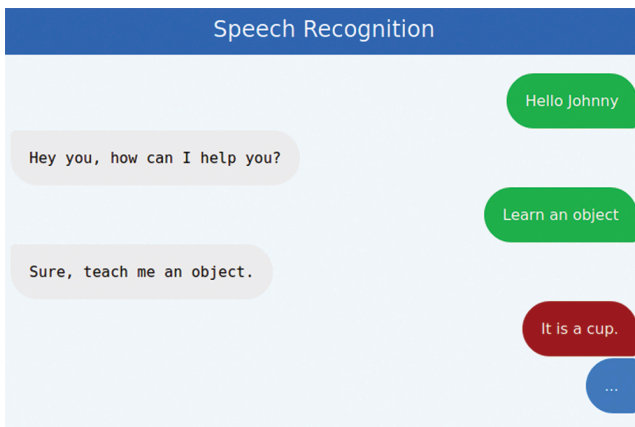 Speech Recognition
Hello Johnny
Hey you, how can I help you?
Learn an object
Sure, teach me an object.
It is a cup.
...